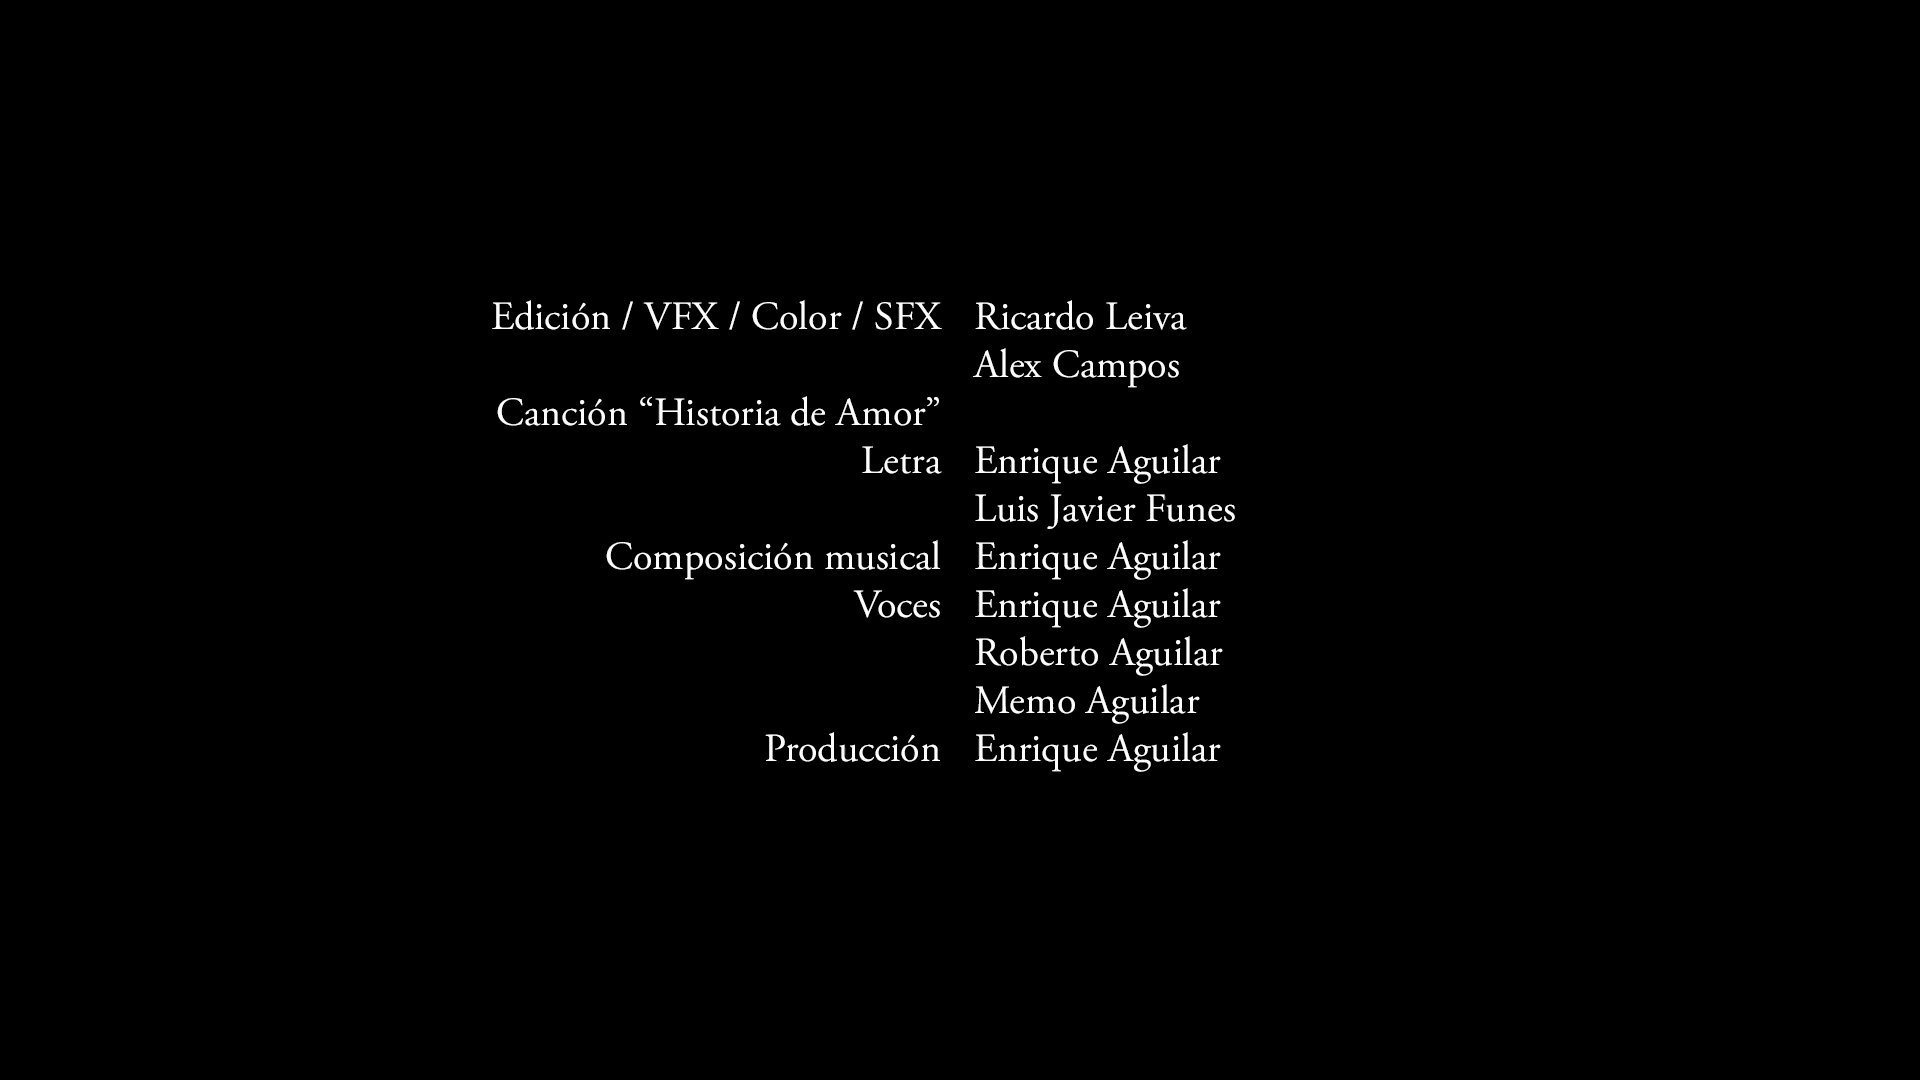 Edición / VFX / Color / SFX Ricardo Leiva
Alex Campos
Canción “Historia de Amor”
Letra Enrique Aguilar
Luis Javier Funes
Composición musical Enrique Aguilar
Voces Enrique Aguilar
Roberto Aguilar
Memo Aguilar
Producción Enrique Aguilar